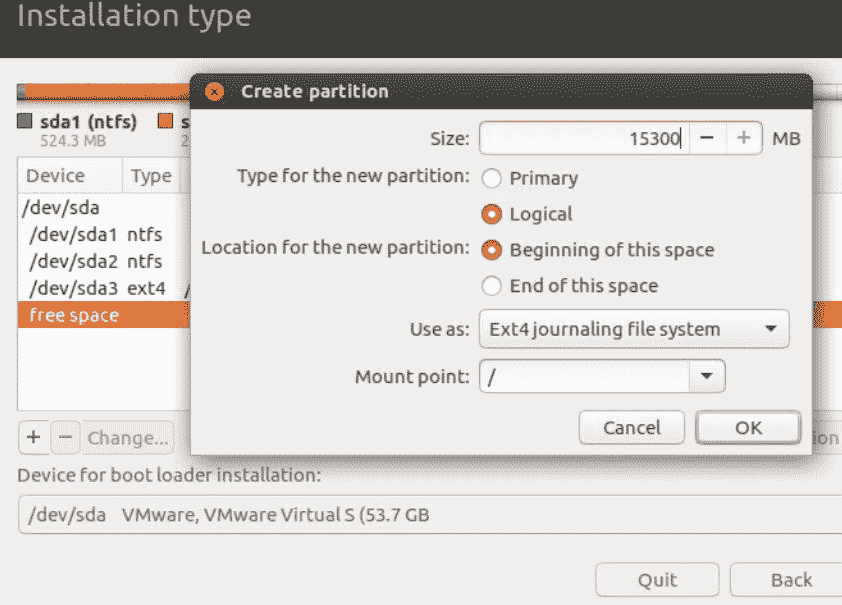 Installation type
Create partition
Size: 15300 − + MB
Type for the new partition: Primary
Logical
Location for the new partition: Beginning of this space
End of this space
Use as: Ext4 journaling file system
Mount point: /
Cancel OK
sda1 (ntfs) s
524.3 MB 2
Device Type
/dev/sda
/dev/sda1 ntfs
/dev/sda2 ntfs
/dev/sda3 ext4 /
free space
+ − Change... ion
Device for boot loader installation:
/dev/sda VMware, VMware Virtual S (53.7 GB
Quit Back